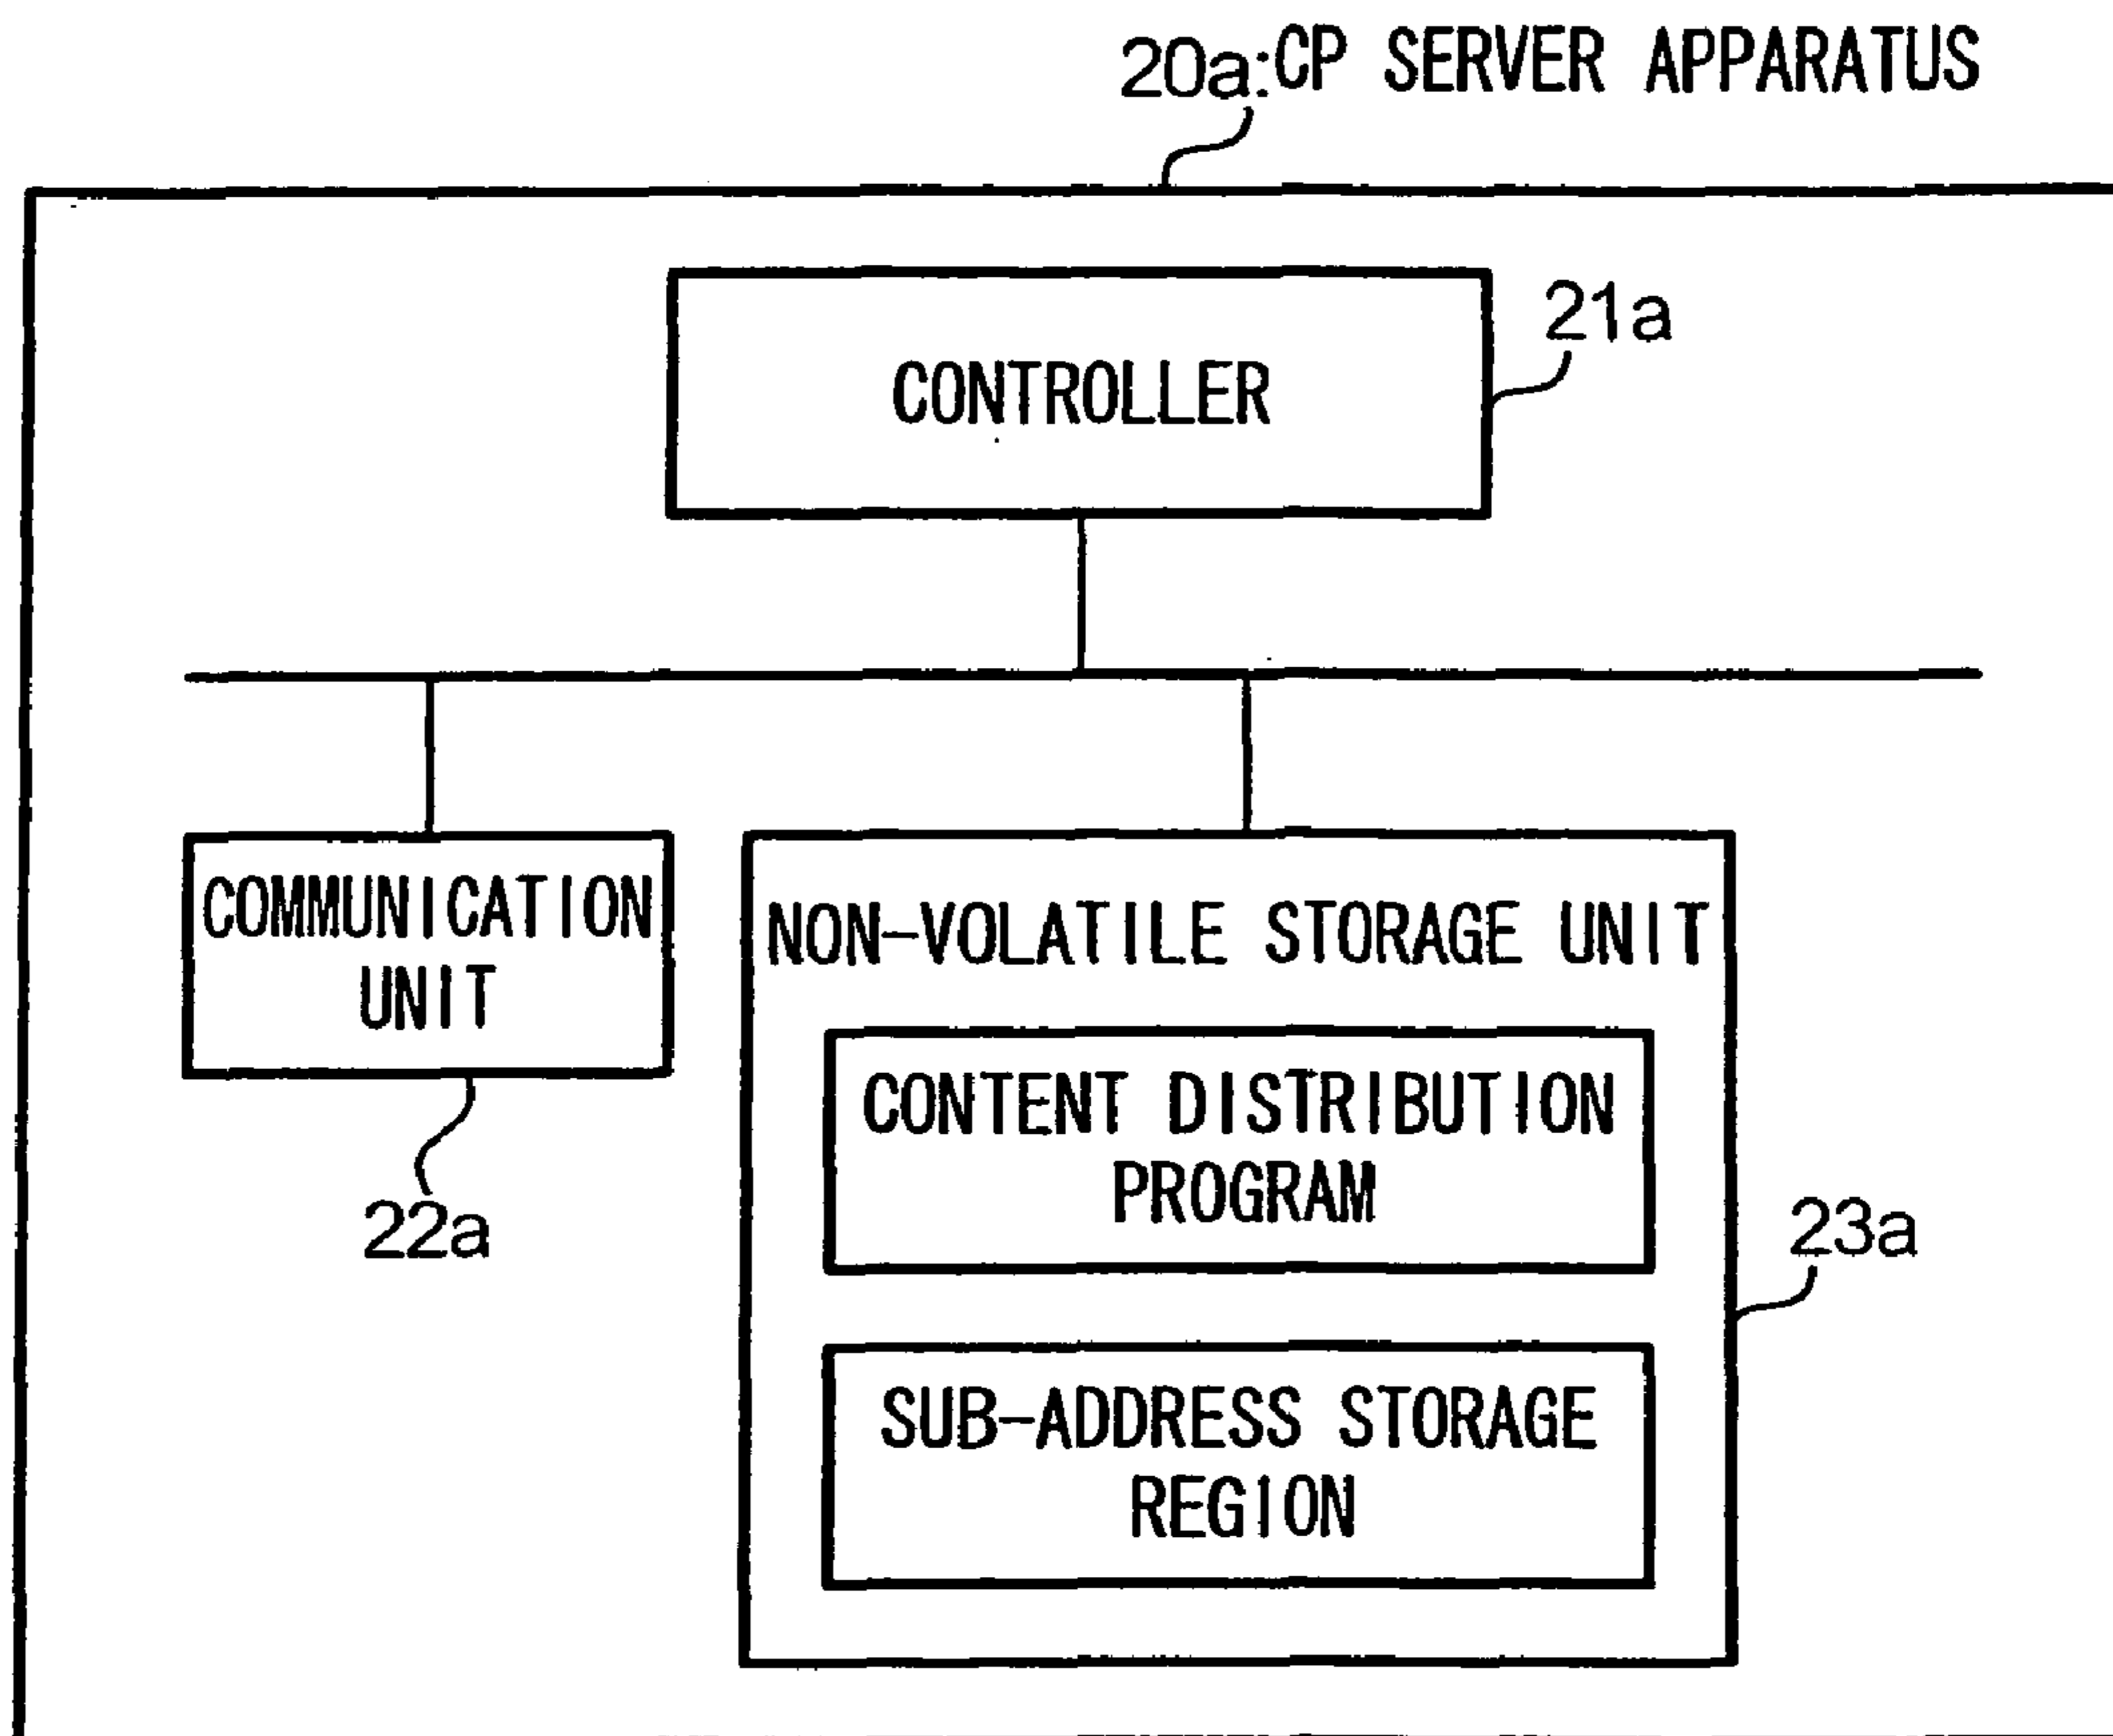 20a:CP SERVER APPARATUS
21a
CONTROLLER
COMMUNICATION
UNIT
22a
NON-VOLATILE STORAGE UNIT
CONTENT DISTRIBUTION
PROGRAM
23a
SUB-ADDRESS STORAGE
REGION